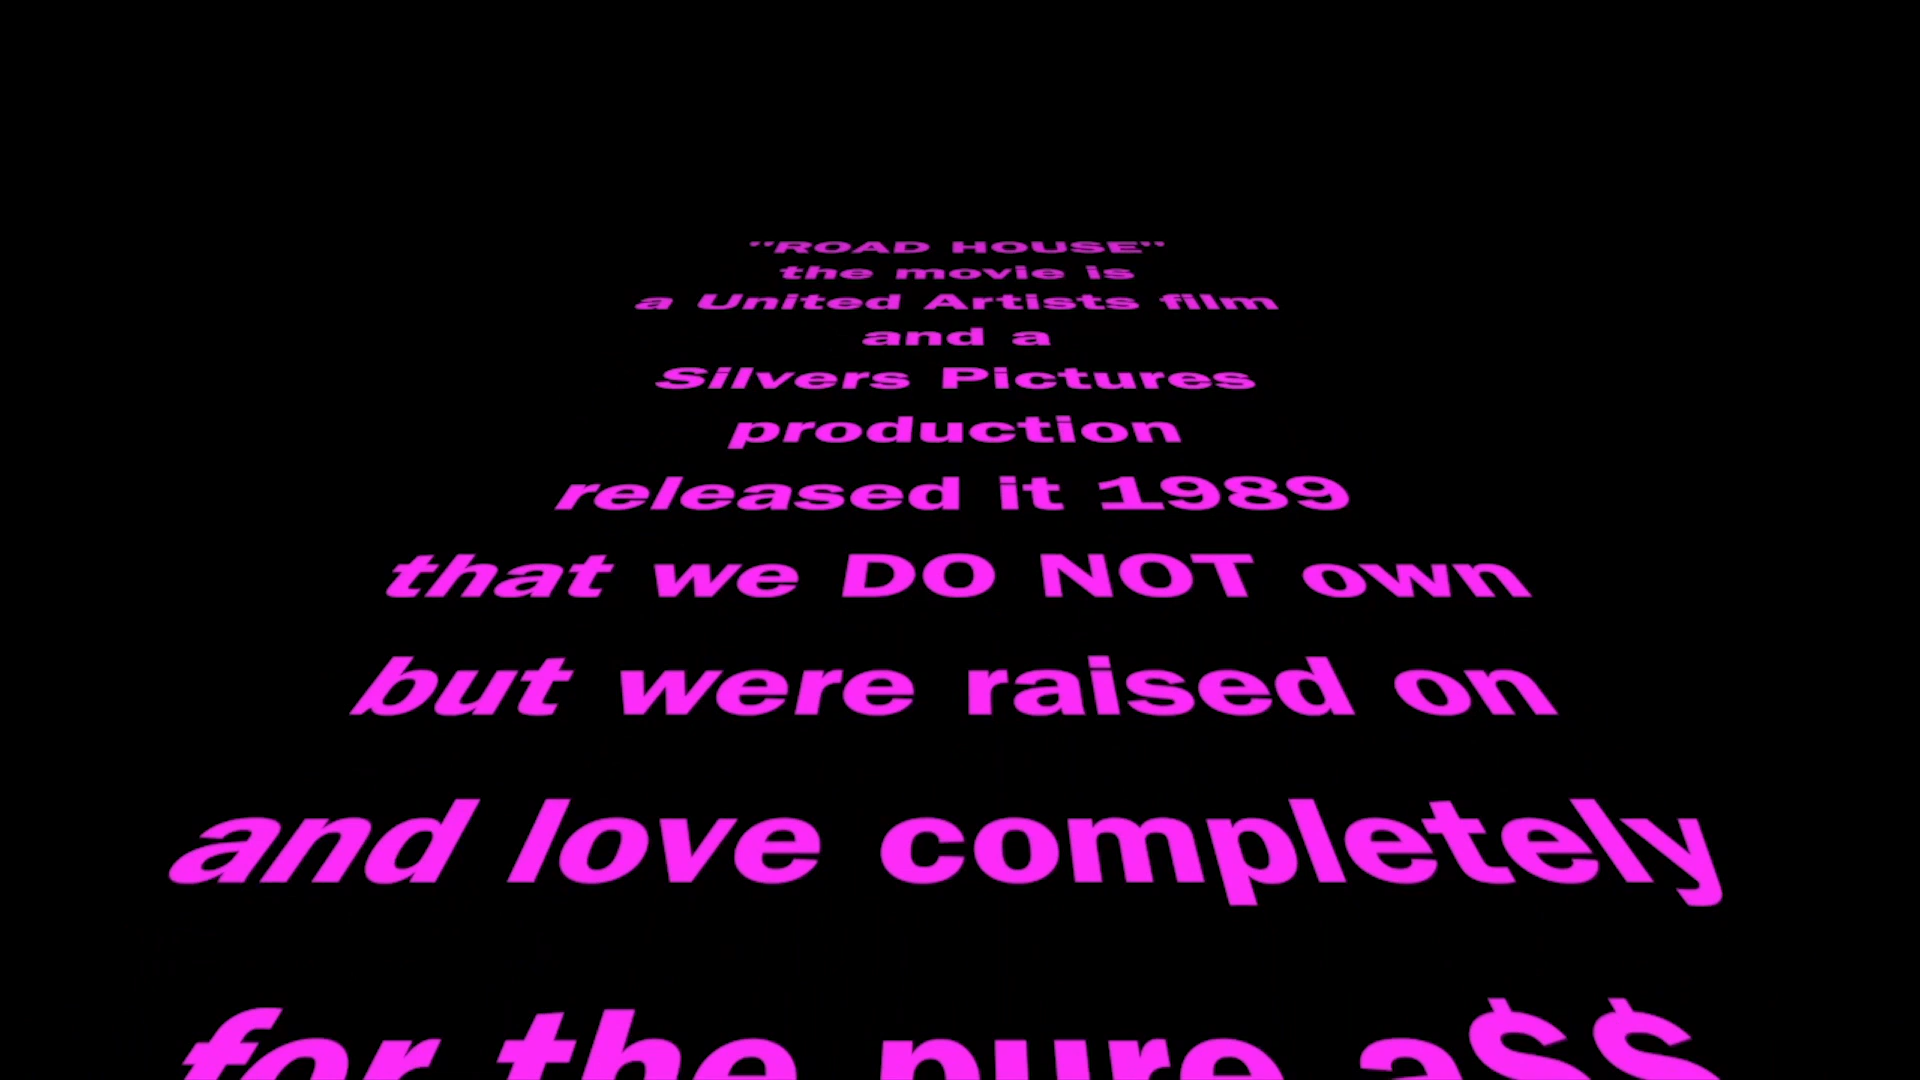 "ROAD HOUSE"
the movie is
a United Artists film
and a
Silvers Pictures
production
released it 1989
that we DO NOT own
but were raised on
and love completely
for the pure a$$